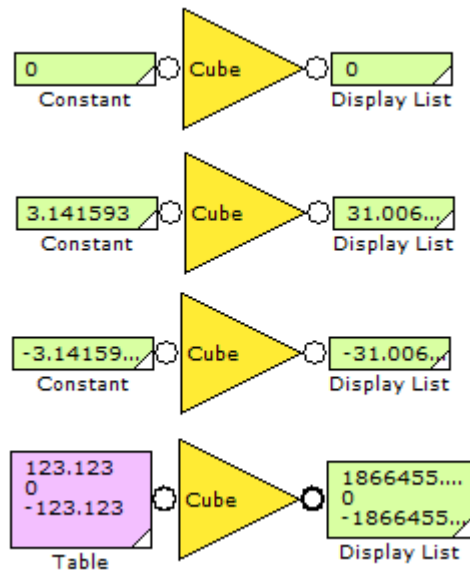 0 Cube 0
Constant Display List
3.141593 Cube 31.006...
Constant Display List
-3.14159... Cube -31.006...
Constant Display List
123.123
0
-123.123
Cube
1866455....
0
-1866455...
Table Display List